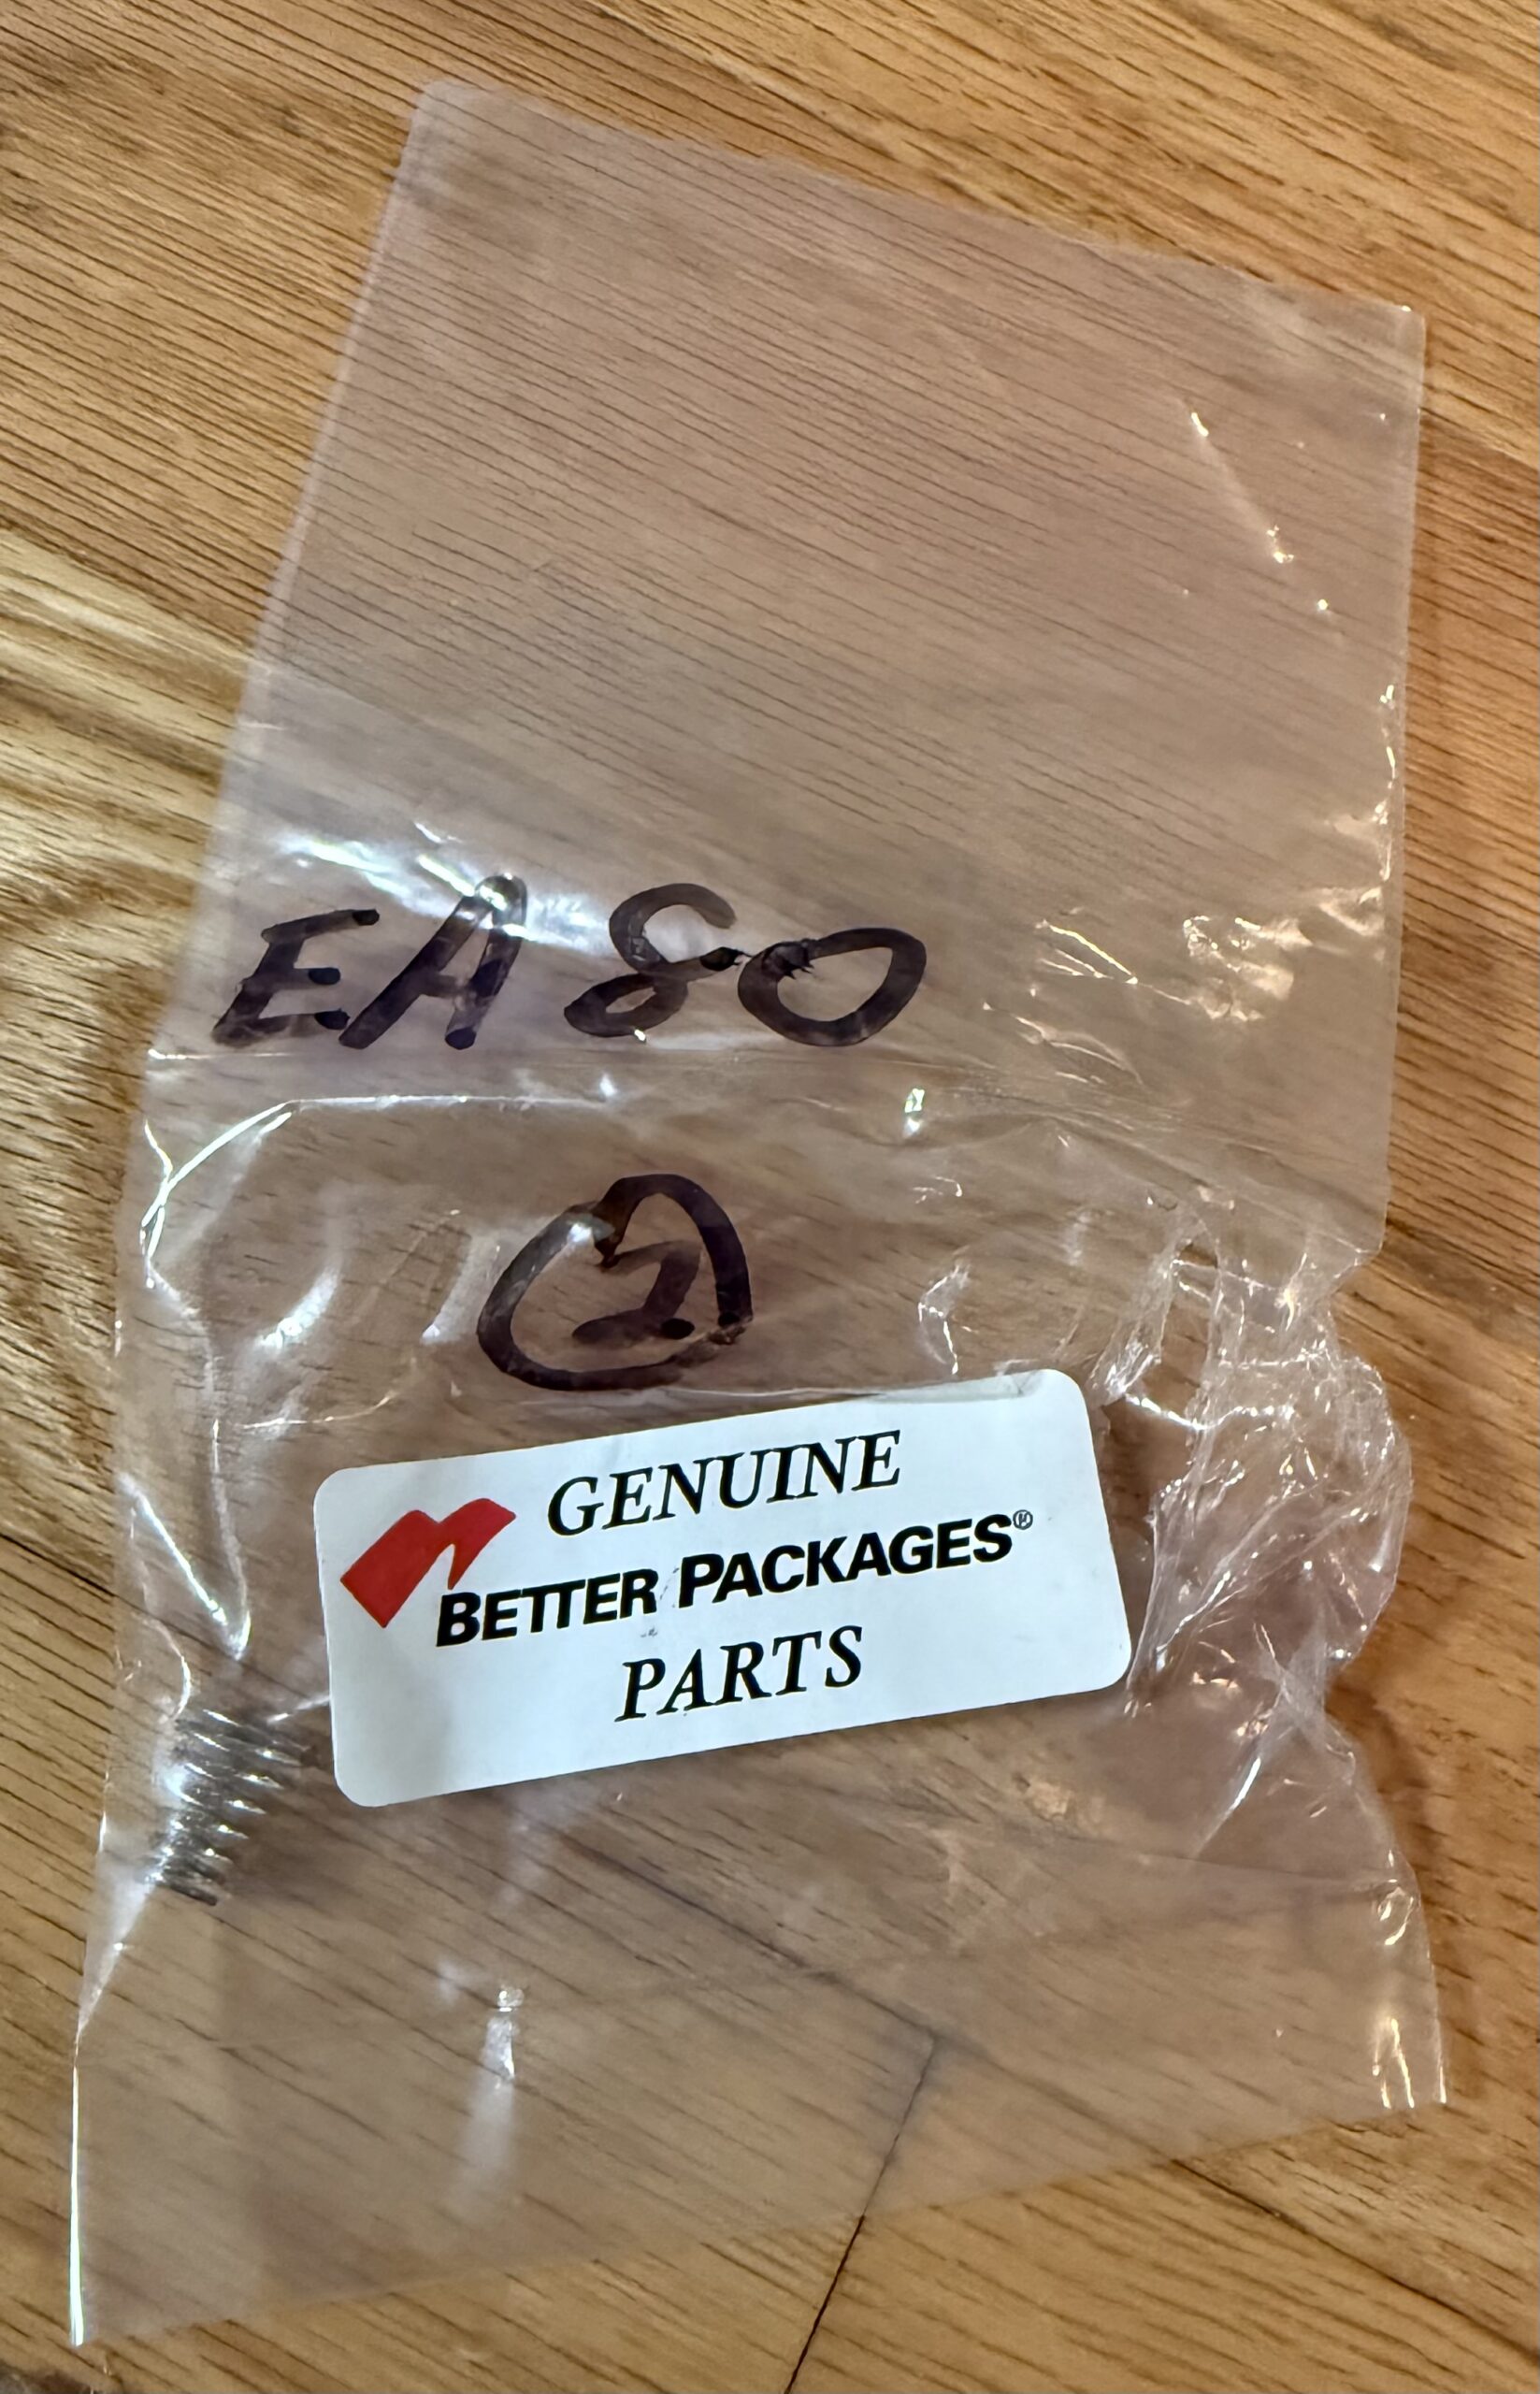 EA80
2
GENUINE
BETTER PACKAGES®
PARTS